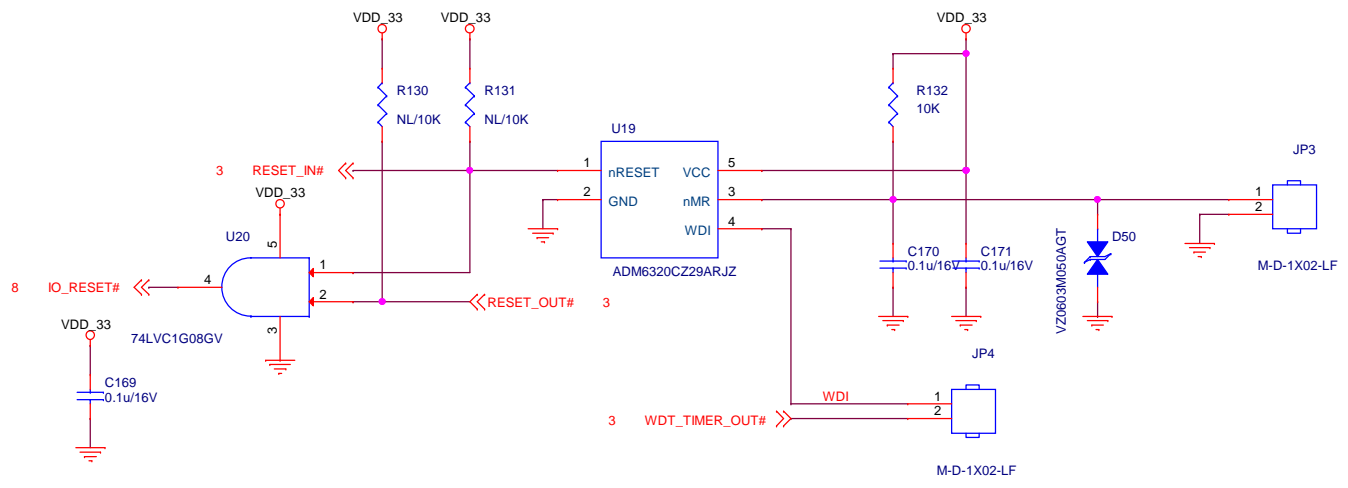 VDD_33
VDD_33
VDD_33
R130
NL/10K
R131
NL/10K
R132
10K
U19
JP3
3 RESET_IN#
1
nRESET
VCC
5
2
GND
nMR
3
WDI
4
1
2
VDD_33
U20
5
1
2
4
3
8 IO_RESET#
RESET_OUT# 3
ADM6320CZ29ARJZ
C170
0.1u/16V
C171
0.1u/16V
D50
VZ0603M050AGT
M-D-1X02-LF
VDD_33
74LVC1G08GV
C169
0.1u/16V
JP4
WDI
1
2
3 WDT_TIMER_OUT#
M-D-1X02-LF